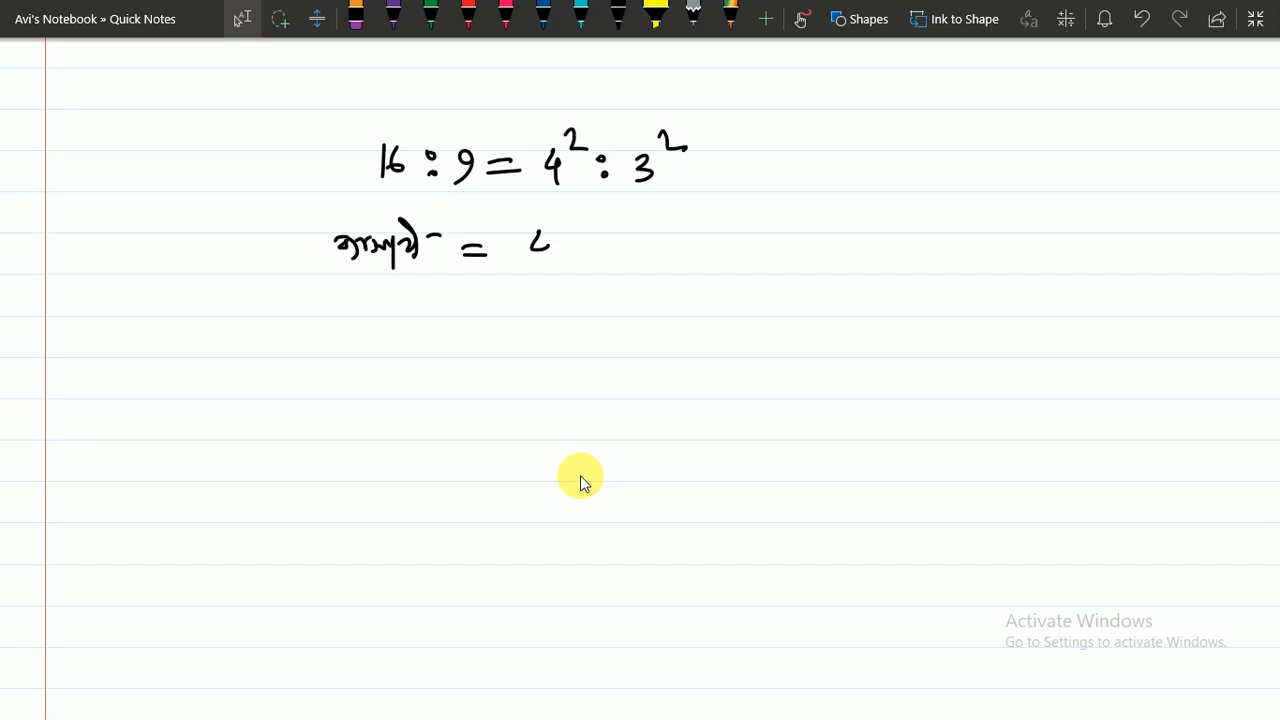 Avi's Notebook » Quick Notes
Shapes
Ink to Shape
16 : 9 = 4² : 3²
=
Activate Windows
Go to Settings to activate Windows.